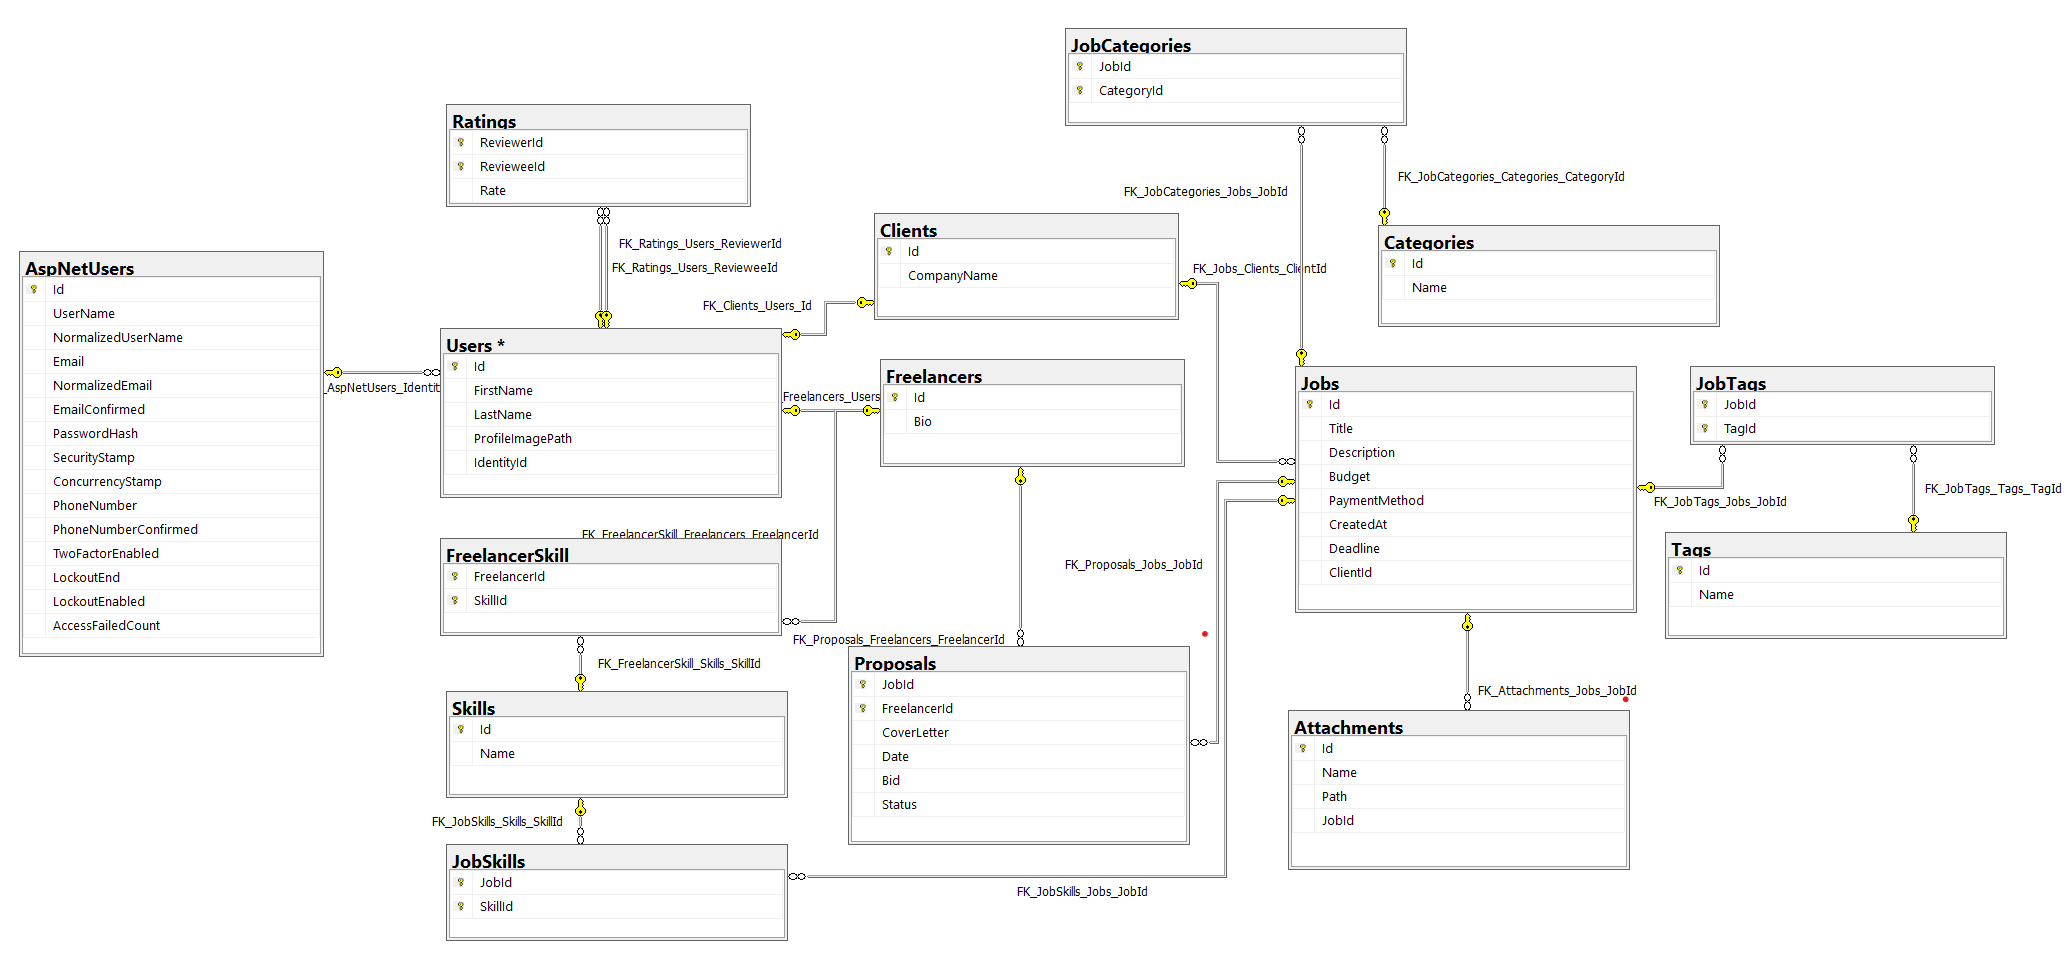 JobCategories
JobId
CategoryId
FK_JobCategories_Jobs_JobId
FK_JobCategories_Categories_CategoryId
Ratings
ReviewerId
RevieweeId
Rate
FK_Ratings_Users_ReviewerId
FK_Ratings_Users_RevieweeId
Clients
Id
CompanyName
FK_Clients_Users_Id
FK_Jobs_Clients_ClientId
Categories
Id
Name
AspNetUsers
Id
UserName
NormalizedUserName
Email
NormalizedEmail
EmailConfirmed
PasswordHash
SecurityStamp
ConcurrencyStamp
PhoneNumber
PhoneNumberConfirmed
TwoFactorEnabled
LockoutEnd
LockoutEnabled
AccessFailedCount
_AspNetUsers_Identit
Users *
Id
FirstName
LastName
ProfileImagePath
IdentityId
_Freelancers_Users
Freelancers
Id
Bio
Jobs
Id
Title
Description
Budget
PaymentMethod
CreatedAt
Deadline
ClientId
JobTags
JobId
TagId
FK_JobTags_Jobs_JobId
FK_JobTags_Tags_TagId
Tags
Id
Name
FK_FreelancerSkill_Freelancers_FreelancerId
FreelancerSkill
FreelancerId
SkillId
FK_FreelancerSkill_Skills_SkillId
FK_Proposals_Jobs_JobId
FK_Proposals_Freelancers_FreelancerId
Proposals
JobId
FreelancerId
CoverLetter
Date
Bid
Status
FK_Attachments_Jobs_JobId
Attachments
Id
Name
Path
JobId
Skills
Id
Name
FK_JobSkills_Skills_SkillId
JobSkills
JobId
SkillId
FK_JobSkills_Jobs_JobId